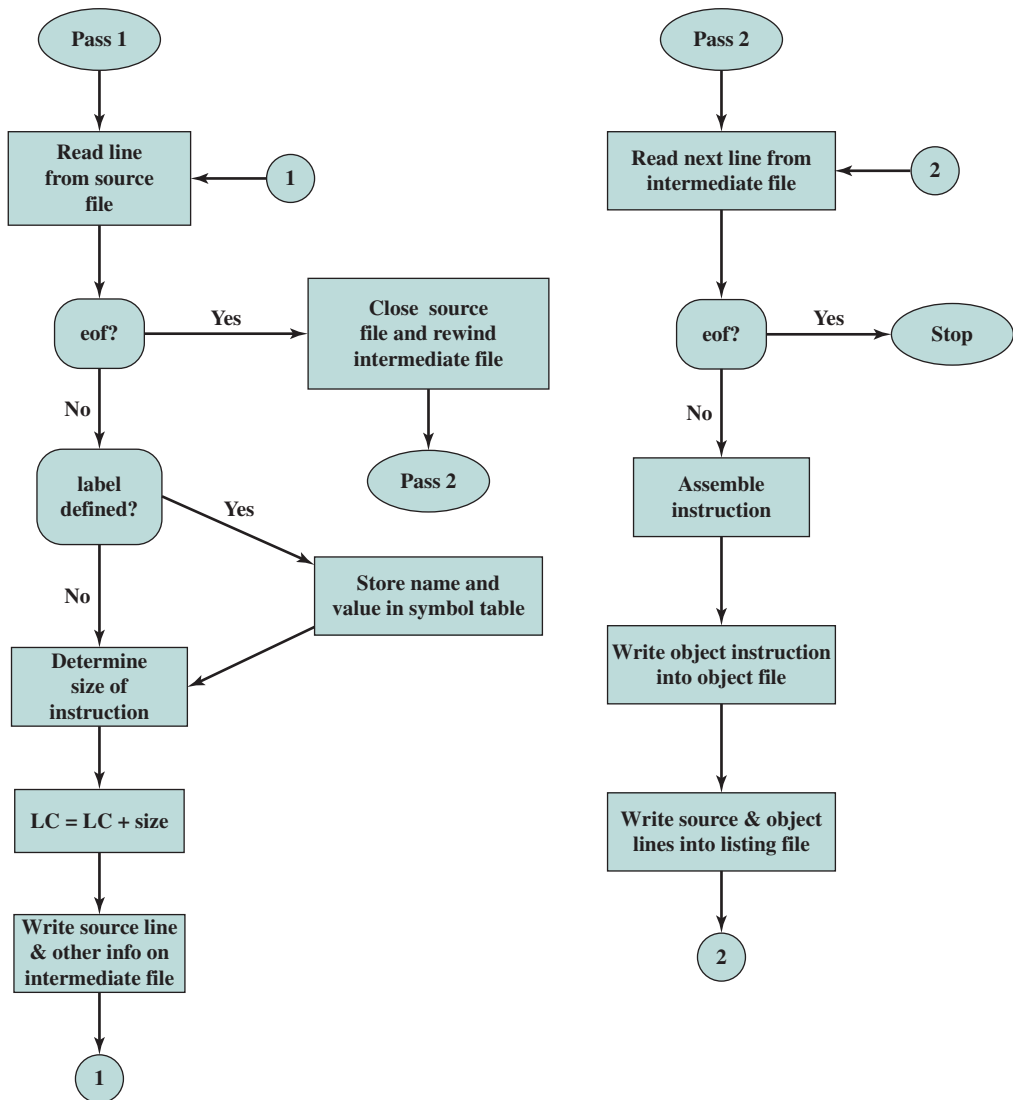 Pass 1
Read line
from source
file
1
eof?
Yes
Close source
file and rewind
intermediate file
No
Pass 2
label
defined?
Yes
No
Store name and
value in symbol table
Determine
size of
instruction
LC = LC + size
Write source line
& other info on
intermediate file
1
Pass 2
Read next line from
intermediate file
2
eof?
Yes
Stop
No
Assemble
instruction
Write object instruction
into object file
Write source & object
lines into listing file
2